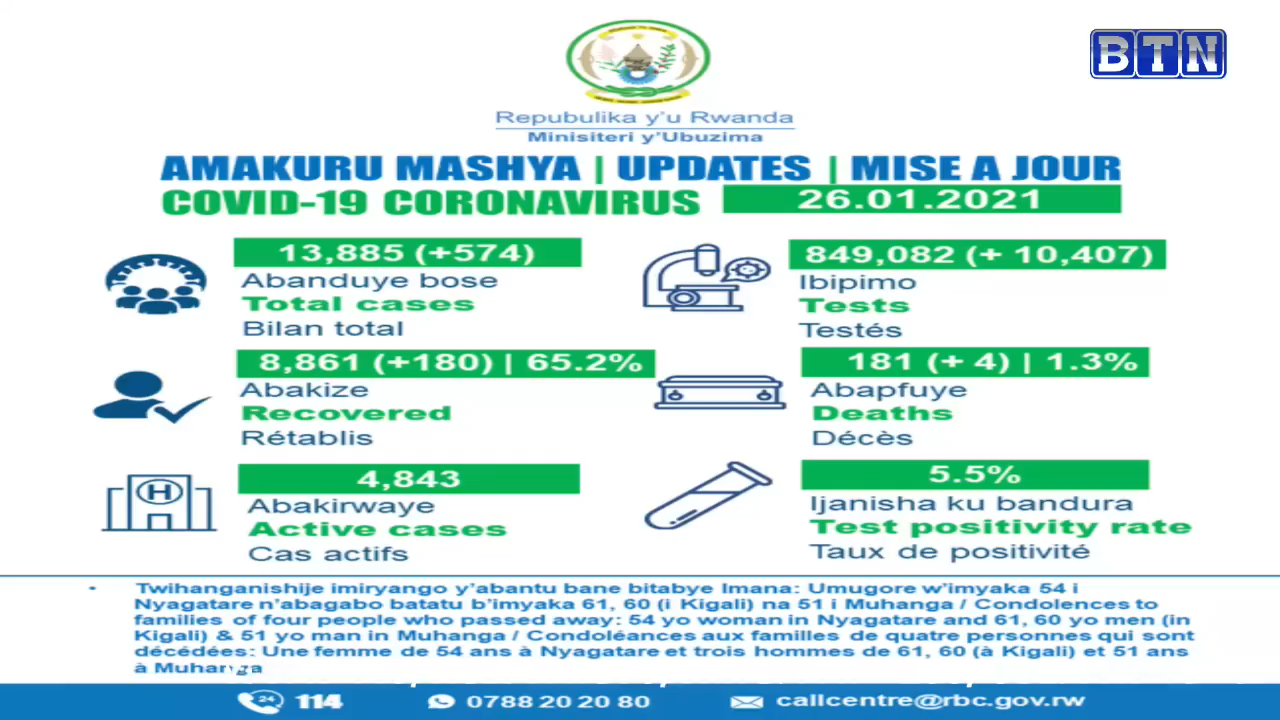 BTN
Repubulika y'u Rwanda
Minisiteri y'Ubuzima
AMAKURU MASHYA | UPDATES | MISE A JOUR
COVID-19 CORONAVIRUS 26.01.2021
13,885 (+574)
Abanduye bose
Total cases
Bilan total
849,082 (+ 10,407)
Ibipimo
Tests
Testés
8,861 (+180) | 65.2%
Abakize
Recovered
Rétablis
181 (+ 4) | 1.3%
Abapfuye
Deaths
Décès
H
4,843
Abakirwaye
Active cases
Cas actifs
5.5%
Ijanisha ku bandura
Test positivity rate
Taux de positivité
• Twihanganishije imiryango y'abantu bane bitabye Imana: Umugore w'imyaka 54 i
Nyagatare n'abagabo batatu b'imyaka 61, 60 (i Kigali) na 51 i Muhanga / Condolences to
families of four people who passed away: 54 yo woman in Nyagatare and 61, 60 yo men (in
Kigali) & 51 yo man in Muhanga / Condoléances aux familles de quatre personnes qui sont
décédées: Une femme de 54 ans à Nyagatare et trois hommes de 61, 60 (à Kigali) et 51 ans
à Muhanga
24 114 0788 20 20 80 callcentre@rbc.gov.rw